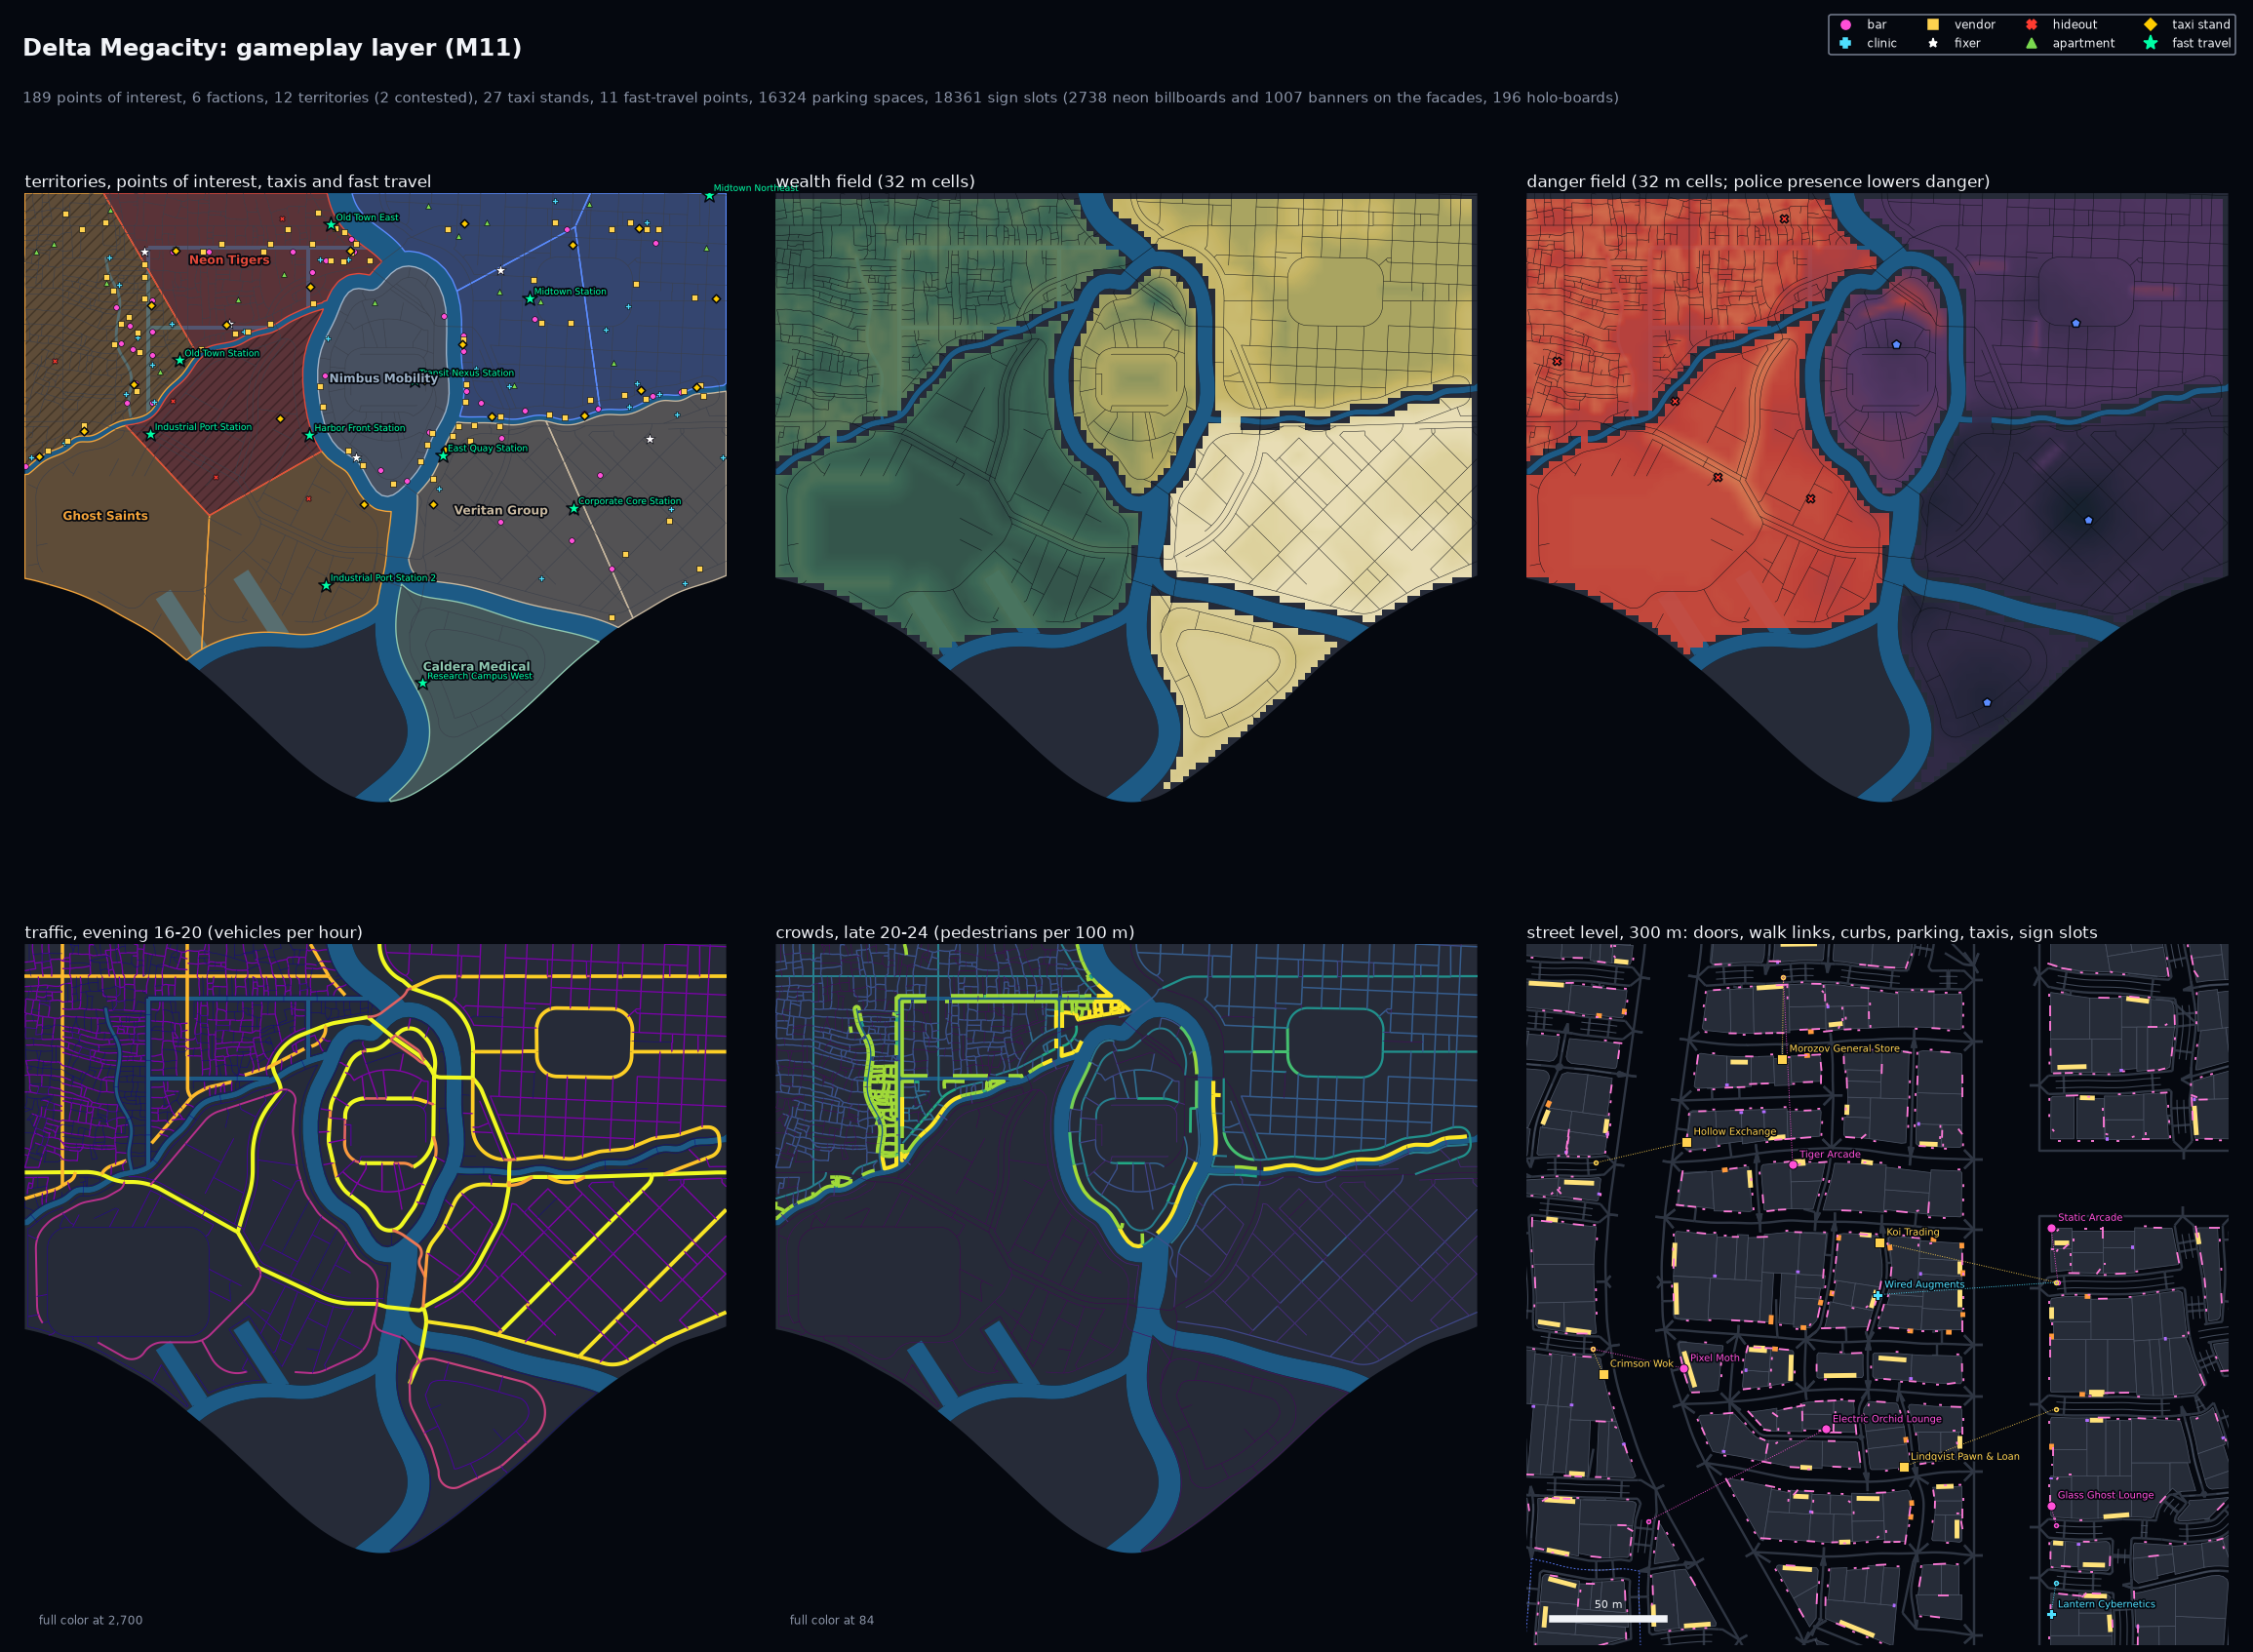 Delta Megacity: gameplay layer (M11)
bar vendor hideout taxi stand
clinic fixer apartment fast travel
189 points of interest, 6 factions, 12 territories (2 contested), 27 taxi stands, 11 fast-travel points, 16324 parking spaces, 18361 sign slots (2738 neon billboards and 1007 banners on the facades, 196 holo-boards)
territories, points of interest, taxis and fast travel
Midtown Northeast
Old Town East
Neon Tigers
Midtown Station
Old Town Station
Transit Nexus Station
Nimbus Mobility
Industrial Port Station
Harbor Front Station
East Quay Station
Corporate Core Station
Veritan Group
Ghost Saints
Industrial Port Station 2
Caldera Medical
Research Campus West
wealth field (32 m cells)
danger field (32 m cells; police presence lowers danger)
traffic, evening 16-20 (vehicles per hour)
full color at 2,700
crowds, late 20-24 (pedestrians per 100 m)
full color at 84
street level, 300 m: doors, walk links, curbs, parking, taxis, sign slots
Morozov General Store
Hollow Exchange
Tiger Arcade
Static Arcade
Koi Trading
Wired Augments
Pixel Moth
Crimson Wok
Electric Orchid Lounge
Lindqvist Pawn & Loan
Glass Ghost Lounge
Lantern Cybernetics
50 m